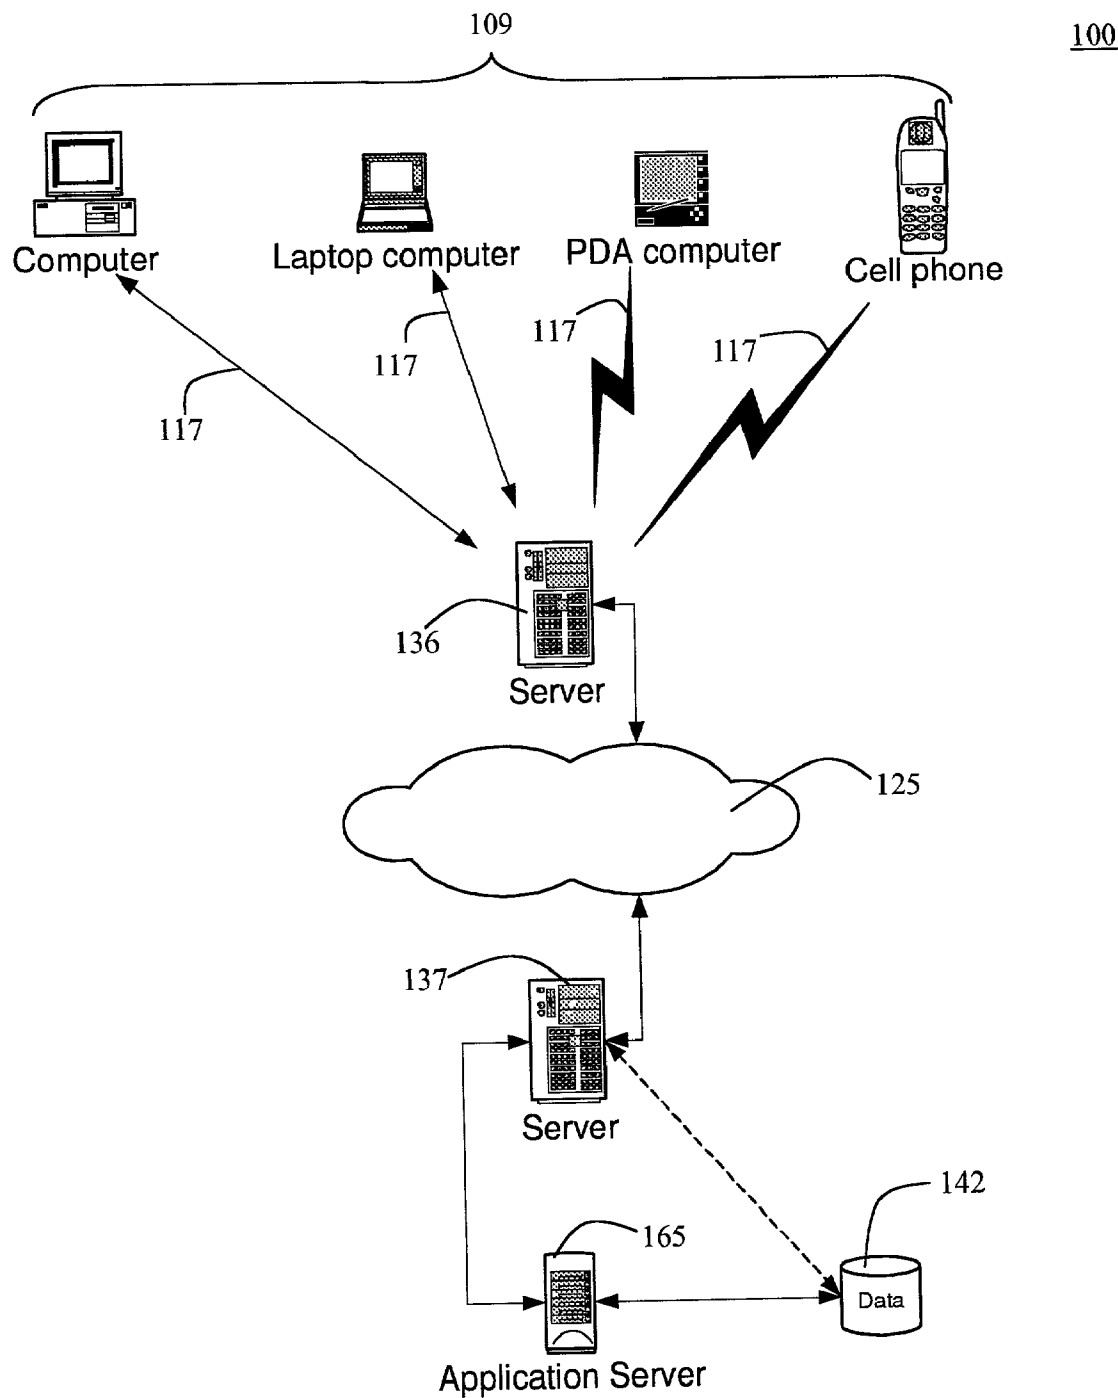 109
100
Computer
Laptop computer
PDA computer
Cell phone
117
117
117
117
136
Server
125
137
Server
142
165
Data
Application Server